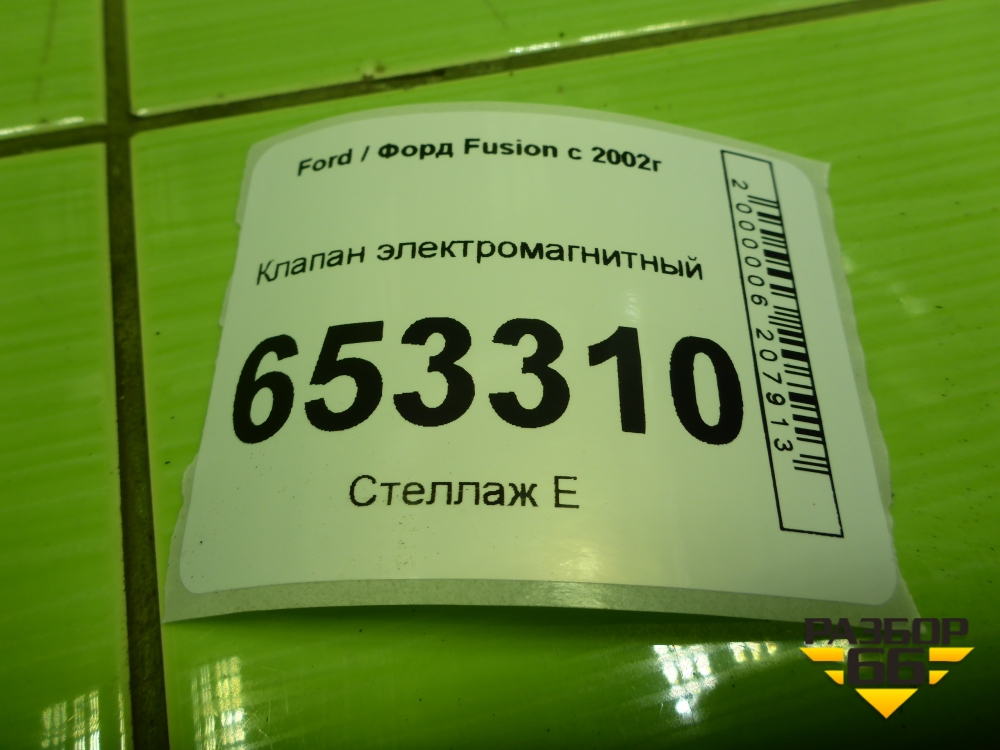 Ford / Форд Fusion с 2002г
Клапан электромагнитный
653310
Стеллаж Е
2000006207913
РАЗБОР
66